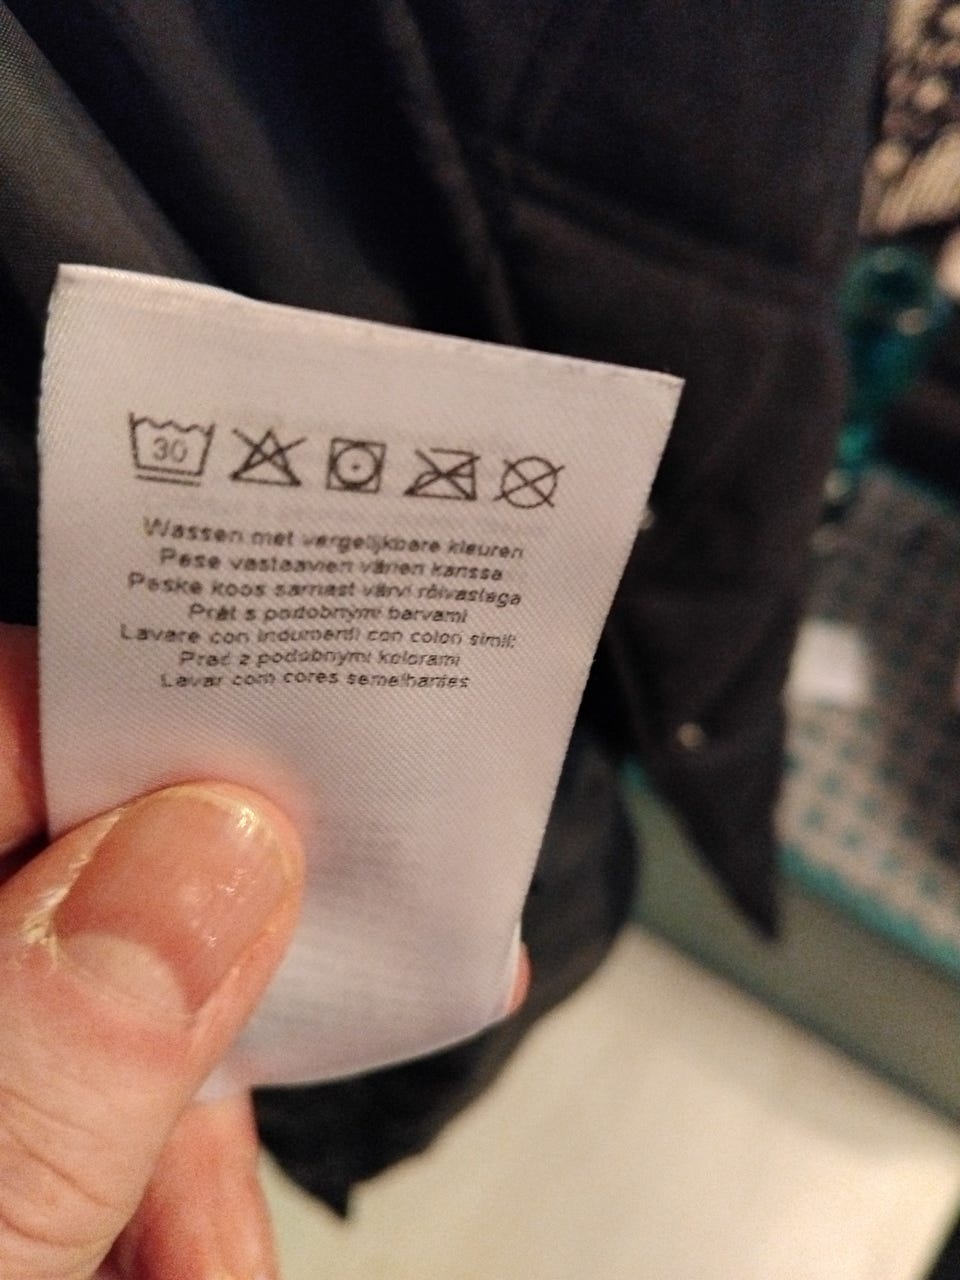 30
Wassen met vergelijkbare kleuren
Pese vastaavien värien kanssa
Peske koos sarnast värvi rõivastega
Prát s podobnými barvami
Lavare con indumenti con colori simili
Prać z podobnymi kolorami
Lavar com cores semelhantes